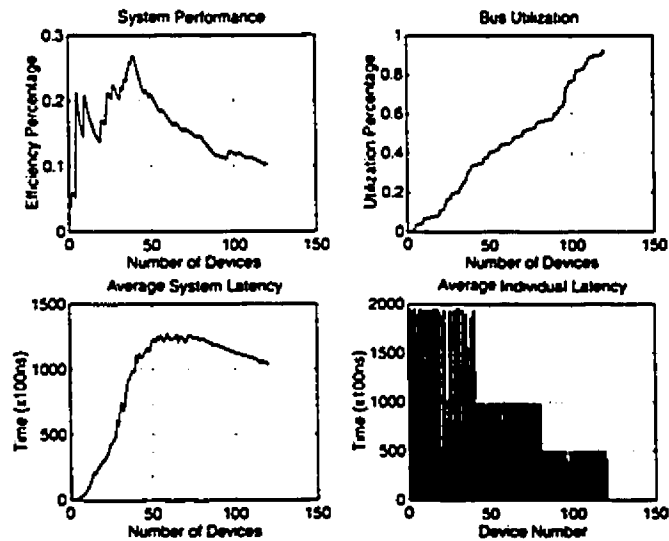 System Performance
Efficiency Percentage
0.3
0.2
0.1
0
0 50 100 150
Number of Devices
Bus Utilization
Utilization Percentage
1
0.8
0.6
0.4
0.2
0
0 50 100 150
Number of Devices
Average System Latency
Time (x100ns)
1500
1000
500
0
0 50 100 150
Number of Devices
Average Individual Latency
Time (x100ns)
2000
1500
1000
500
0
0 50 100 150
Device Number